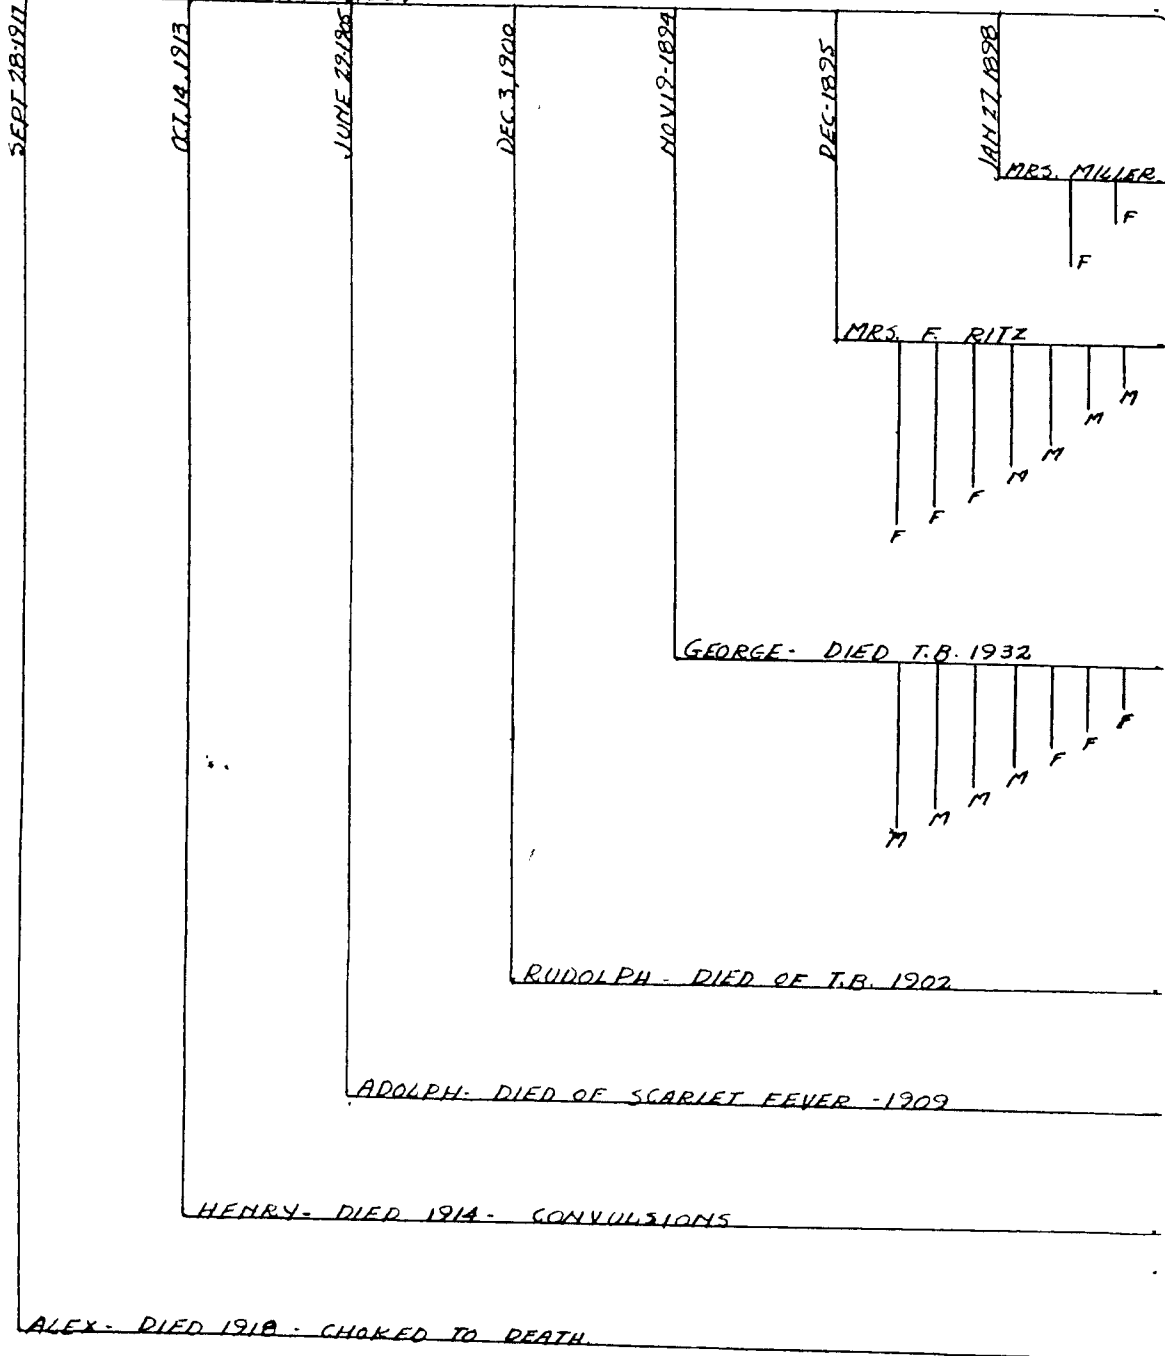 SEPT 28-1917
OCT. 14, 1913
JUNE 29-1905
DEC. 3, 1900
NOV 19-1894
DEC-1895
JAN 27, 1898
MRS. MILLER
F
F
MRS. F. RITZ
M
M
M
M
F
F
F
GEORGE- DIED T.B. 1932
F
F
F
M
M
M
M
RUDOLPH - DIED OF T.B. 1902
ADOLPH- DIED OF SCARLET FEVER -1909
HENRY- DIED 1914 - CONVULSIONS
ALEX- DIED 1918 - CHOKED TO DEATH.